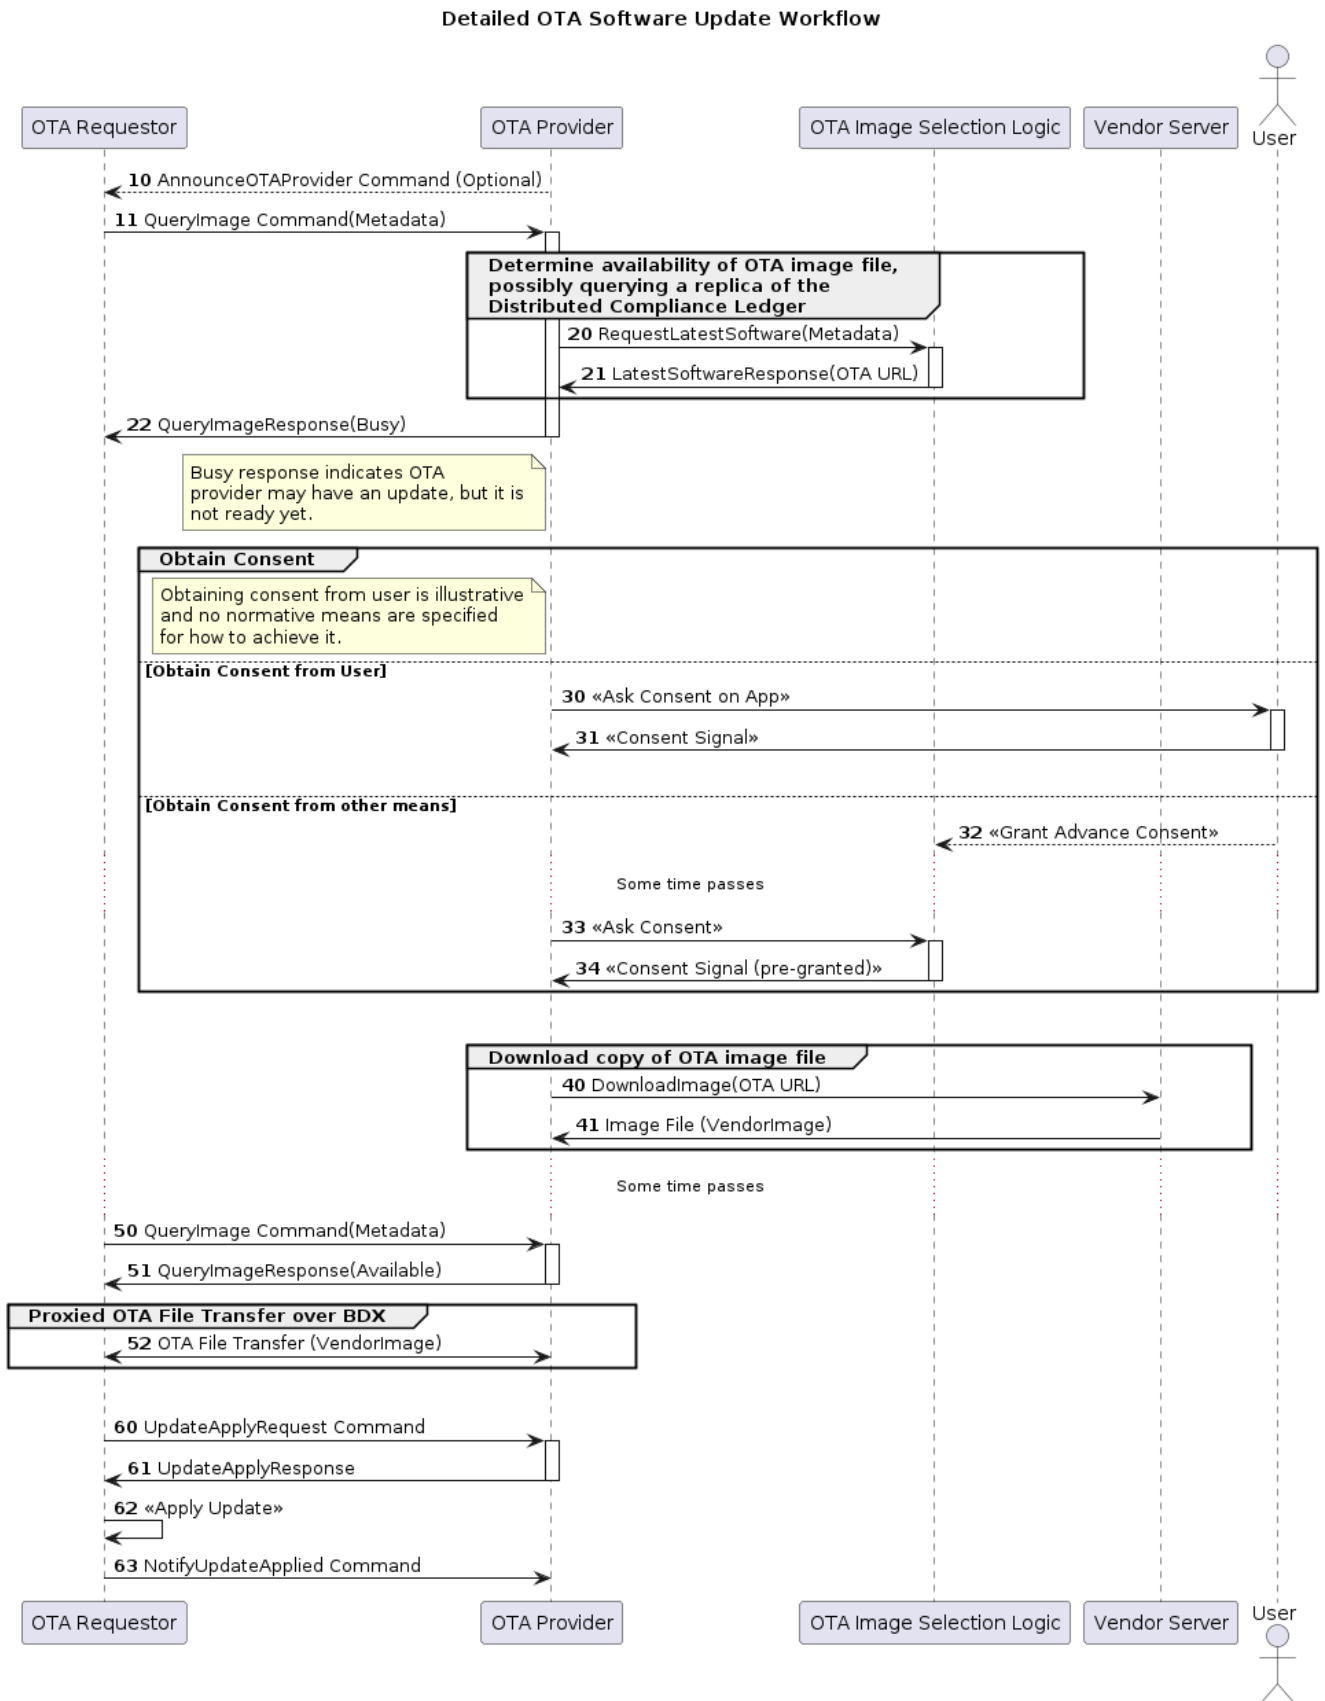 Detailed OTA Software Update Workflow
OTA Requestor
OTA Provider
OTA Image Selection Logic
Vendor Server
User
10 AnnounceOTAProvider Command (Optional)
11 QueryImage Command(Metadata)
Determine availability of OTA image file,
possibly querying a replica of the
Distributed Compliance Ledger
20 RequestLatestSoftware(Metadata)
21 LatestSoftwareResponse(OTA URL)
22 QueryImageResponse(Busy)
Busy response indicates OTA
provider may have an update, but it is
not ready yet.
Obtain Consent
Obtaining consent from user is illustrative
and no normative means are specified
for how to achieve it.
[Obtain Consent from User]
30 «Ask Consent on App»
31 «Consent Signal»
[Obtain Consent from other means]
32 «Grant Advance Consent»
Some time passes
33 «Ask Consent»
34 «Consent Signal (pre-granted)»
Download copy of OTA image file
40 DownloadImage(OTA URL)
41 Image File (VendorImage)
Some time passes
50 QueryImage Command(Metadata)
51 QueryImageResponse(Available)
Proxied OTA File Transfer over BDX
52 OTA File Transfer (VendorImage)
60 UpdateApplyRequest Command
61 UpdateApplyResponse
62 «Apply Update»
63 NotifyUpdateApplied Command
OTA Requestor
OTA Provider
OTA Image Selection Logic
Vendor Server
User